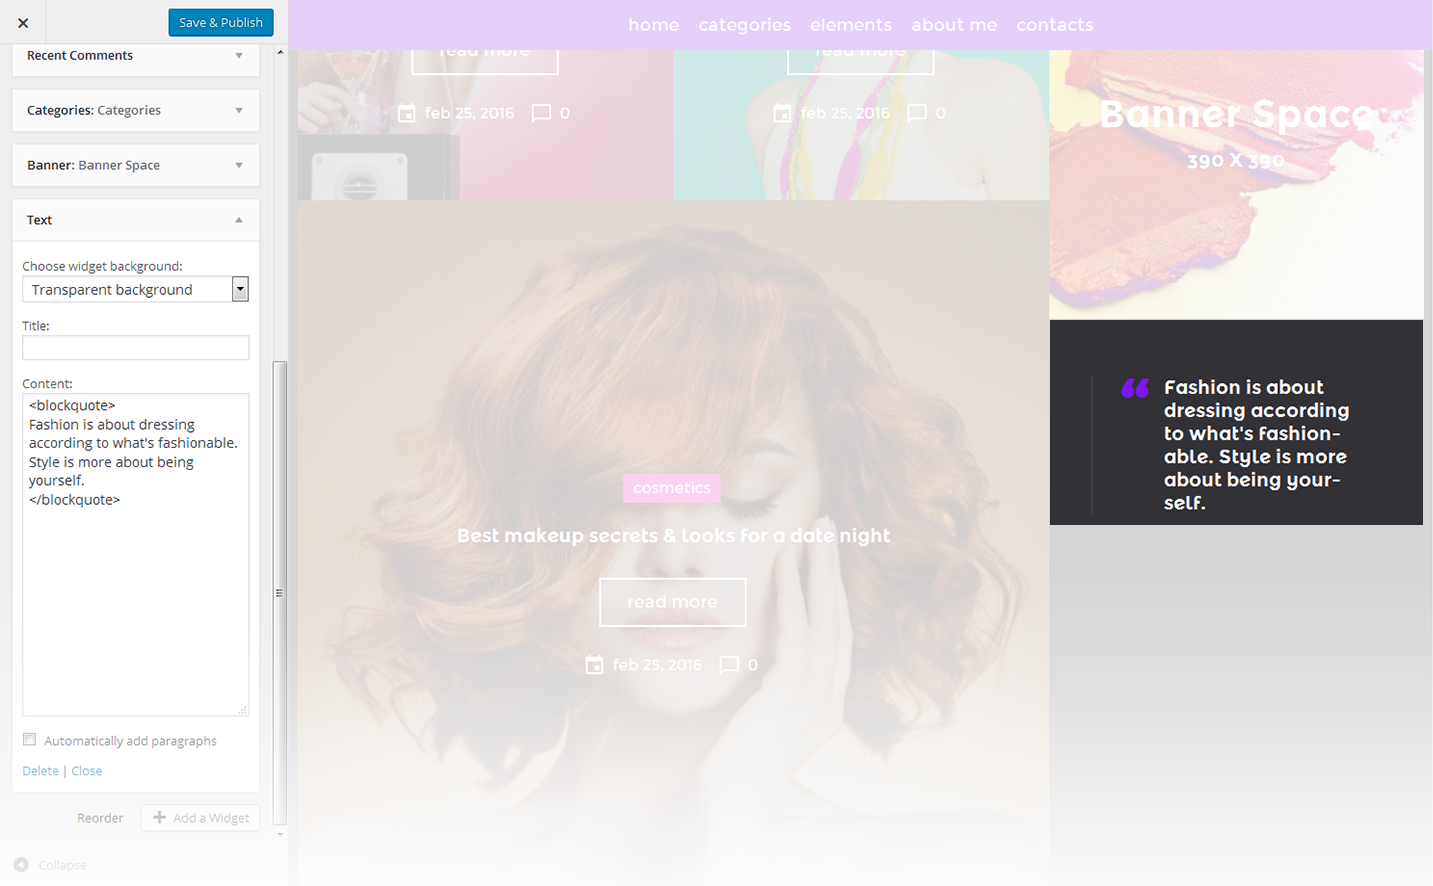 Save & Publish
Recent Comments
Categories: Categories
Banner: Banner Space
Text
Choose widget background:
Transparent background
Title:
Content:
<blockquote>
Fashion is about dressing
according to what's fashionable.
Style is more about being
yourself.
</blockquote>
Automatically add paragraphs
Delete | Close
Reorder
Add a Widget
Collapse
home categories elements about me contacts
read more
feb 25, 2016 0
read more
feb 25, 2016 0
Banner Space
390 X 390
cosmetics
Best makeup secrets & looks for a date night
read more
feb 25, 2016 0
“ Fashion is about
dressing according
to what's fashion-
able. Style is more
about being your-
self.